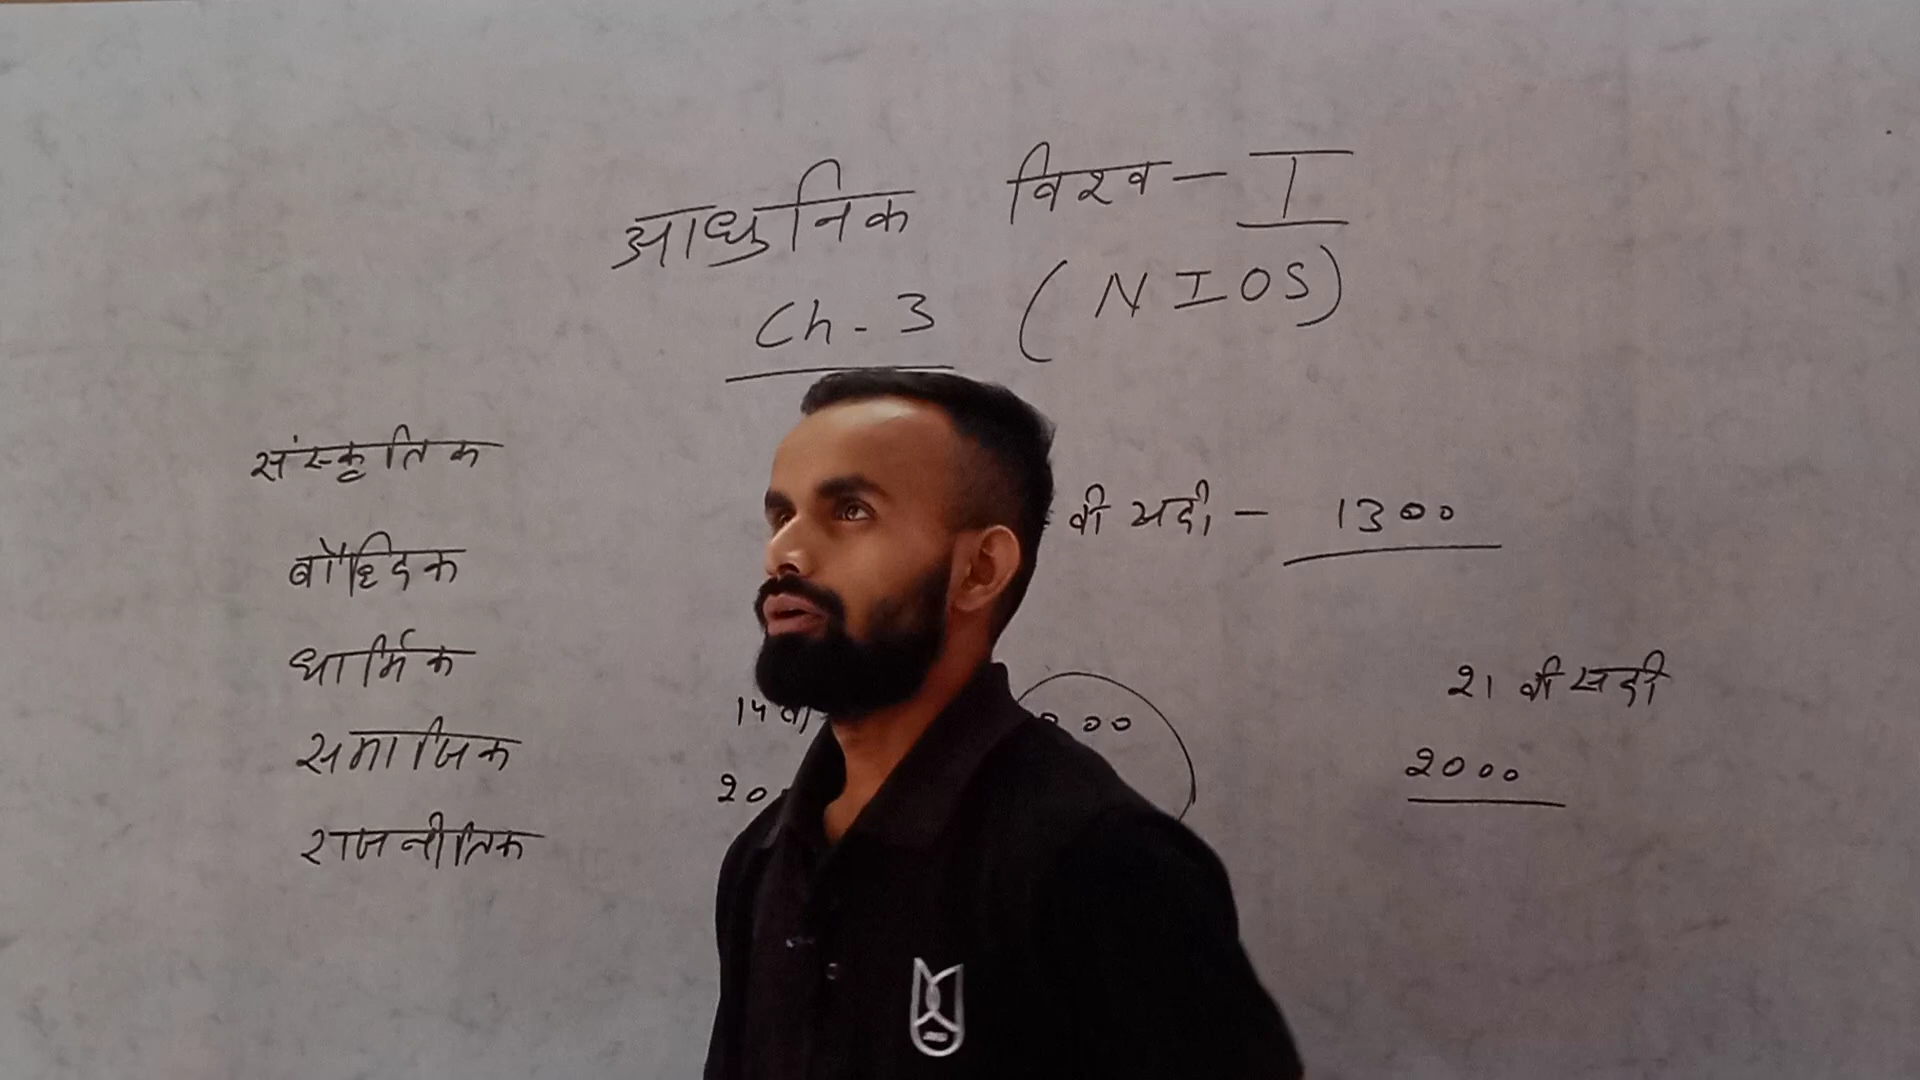 आधुनिक विश्व - I
Ch - 3 (NIOS)
संस्कृतिक
बौद्धिक
धार्मिक
समाजिक
राजनीतिक
वी सदी - 1300
21 वी सदी
2000